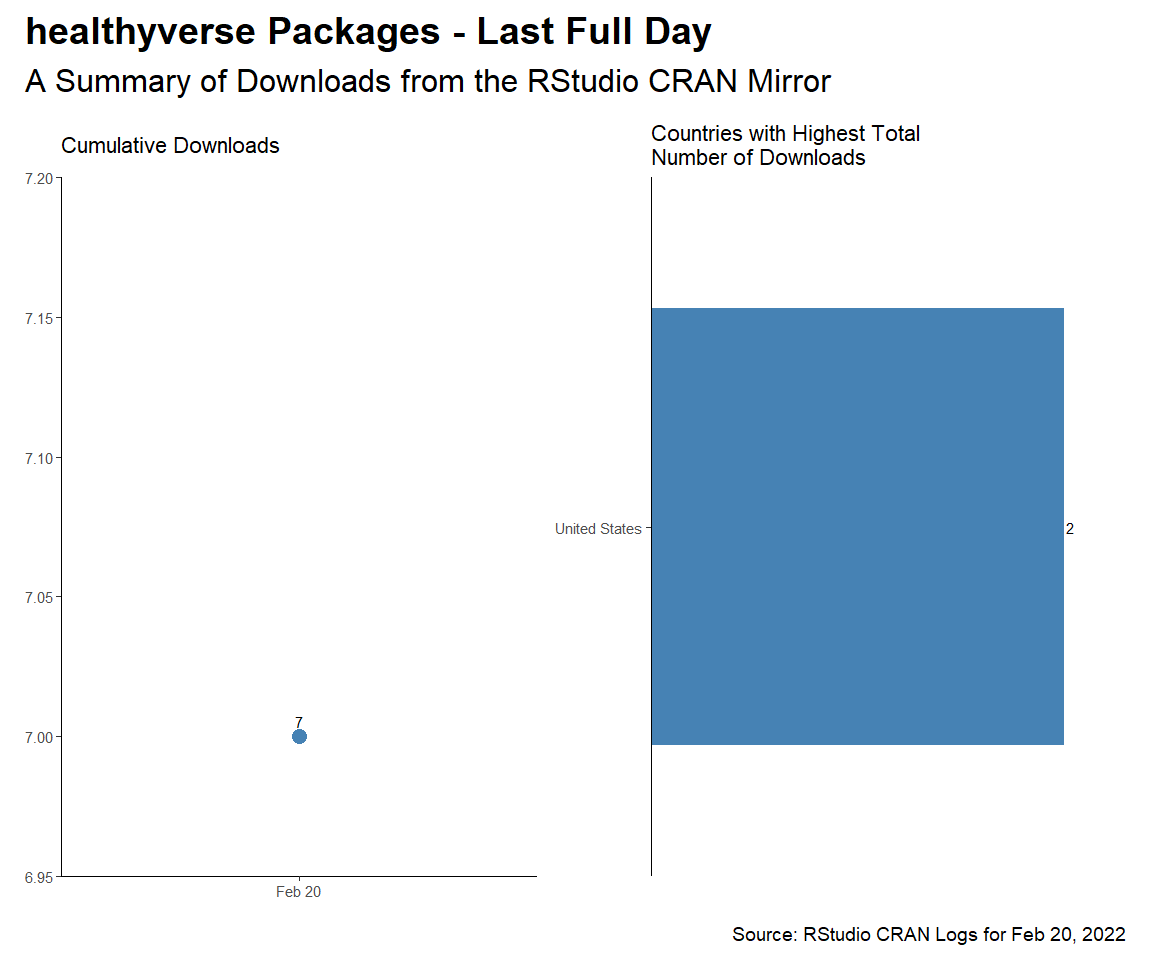 healthyverse Packages - Last Full Day
A Summary of Downloads from the RStudio CRAN Mirror
Cumulative Downloads
7.20
7.15
7.10
7.05
7.00
6.95
7
Feb 20
Countries with Highest Total
Number of Downloads
United States
2
Source: RStudio CRAN Logs for Feb 20, 2022